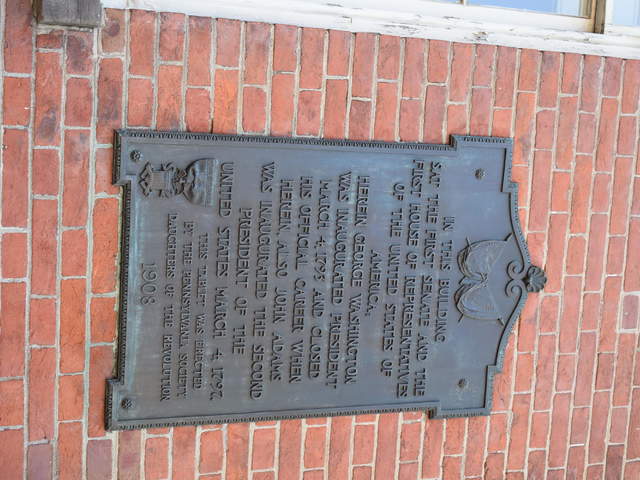 IN THIS BUILDING
SAT THE FIRST SENATE AND THE
FIRST HOUSE OF REPRESENTATIVES
OF THE UNITED STATES OF
AMERICA,
HEREIN GEORGE WASHINGTON
WAS INAUGURATED PRESIDENT
MARCH 4, 1793 AND CLOSED
HIS OFFICIAL CAREER WHEN
HEREIN, ALSO JOHN ADAMS
WAS INAUGURATED THE SECOND
PRESIDENT OF THE
UNITED STATES MARCH 4, 1797.
THIS TABLET WAS ERECTED
BY THE PENNSYLVANIA SOCIETY
DAUGHTERS OF THE REVOLUTION
1908